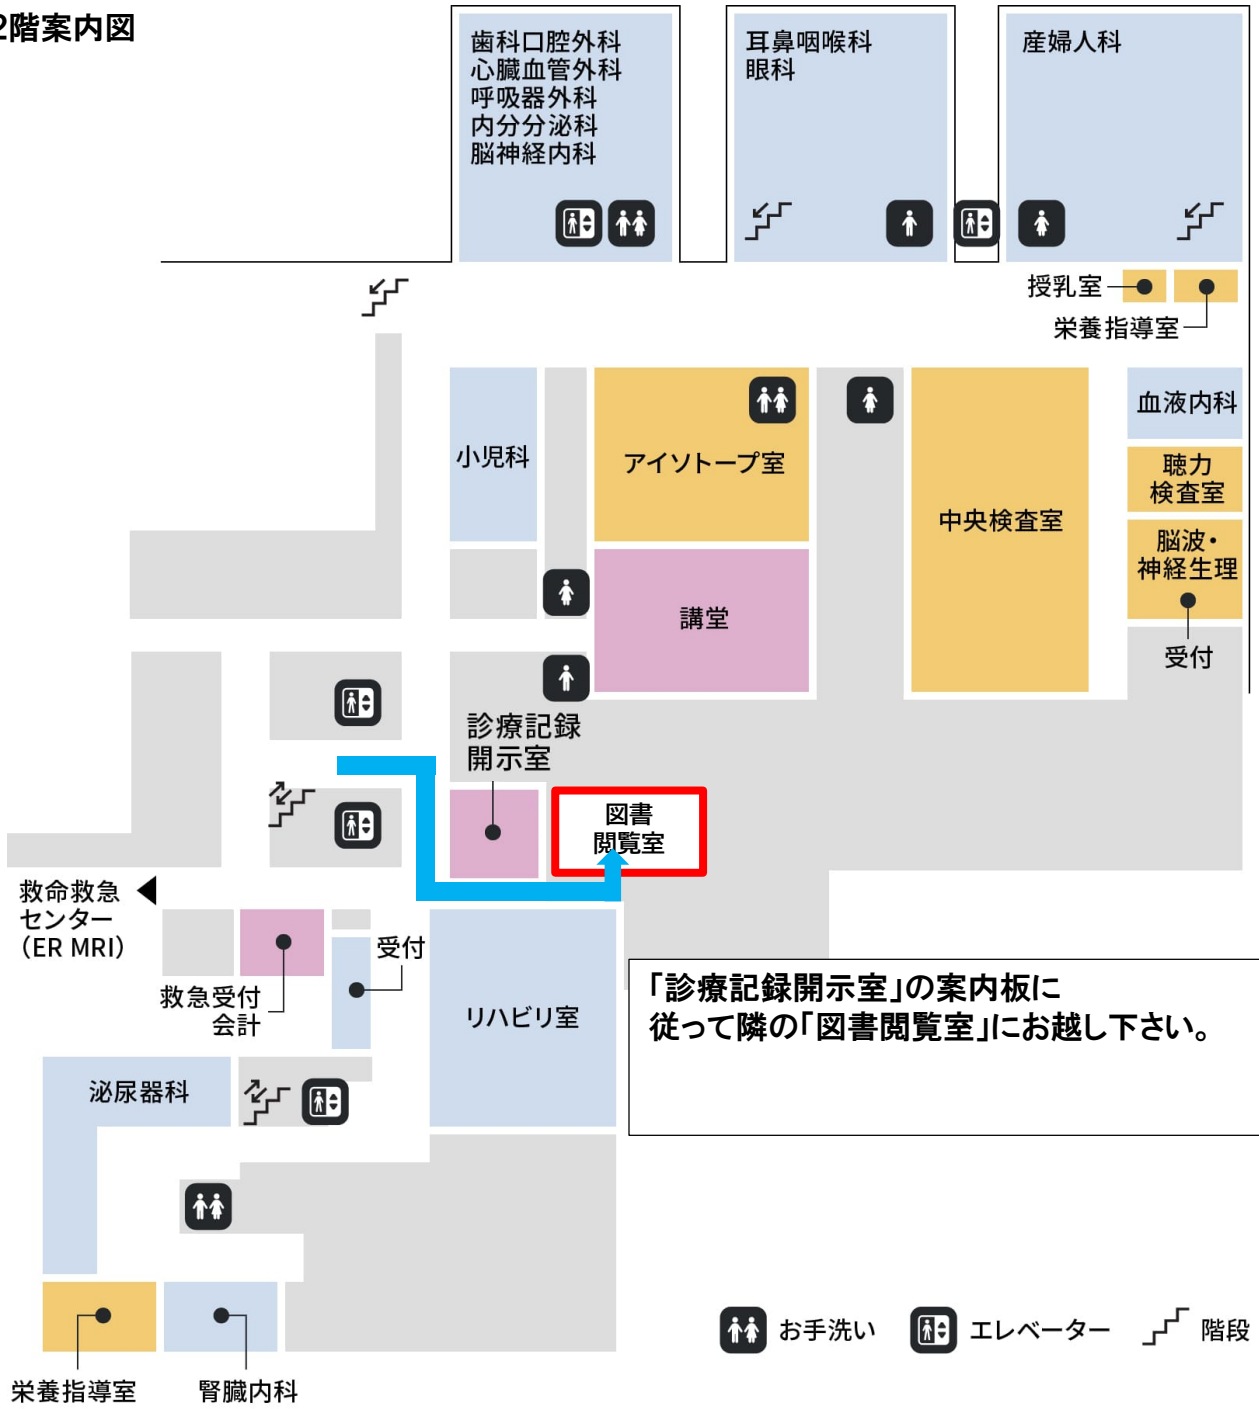 2階案内図
歯科口腔外科
心臓血管外科
呼吸器外科
内分分泌科
脳神経内科
耳鼻咽喉科
眼科
産婦人科
授乳室
栄養指導室
小児科
アイソトープ室
中央検査室
血液内科
聴力
検査室
脳波・
神経生理
受付
講堂
診療記録
開示室
図書
閲覧室
救命救急
センター
(ER MRI)
救急受付
会計
受付
リハビリ室
「診療記録開示室」の案内板に
従って隣の「図書閲覧室」にお越し下さい。
泌尿器科
栄養指導室
腎臓内科
お手洗い
エレベーター
階段